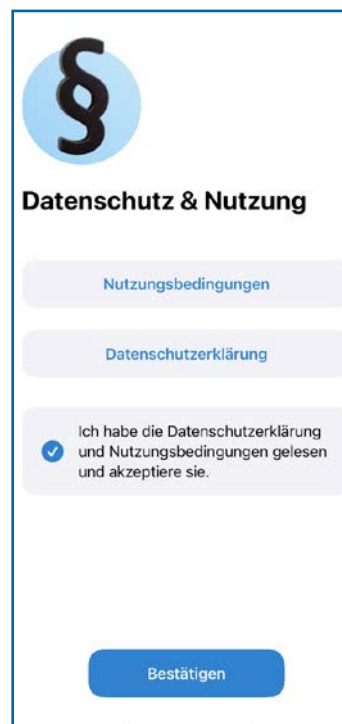 §
Datenschutz & Nutzung
Nutzungsbedingungen
Datenschutzerklärung
Ich habe die Datenschutzerklärung
und Nutzungsbedingungen gelesen
und akzeptiere sie.
Bestätigen